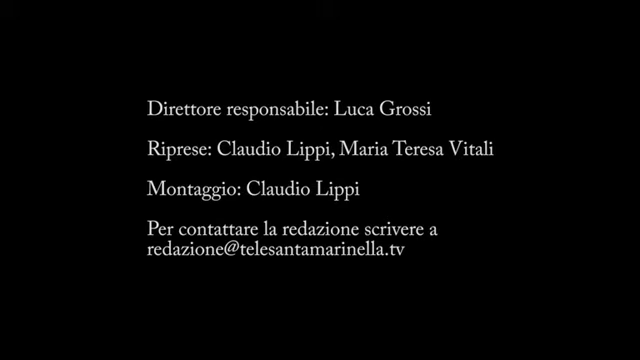 Direttore responsabile: Luca Grossi
Riprese: Claudio Lippi, Maria Teresa Vitali
Montaggio: Claudio Lippi
Per contattare la redazione scrivere a
redazione@telesantamarinella.tv